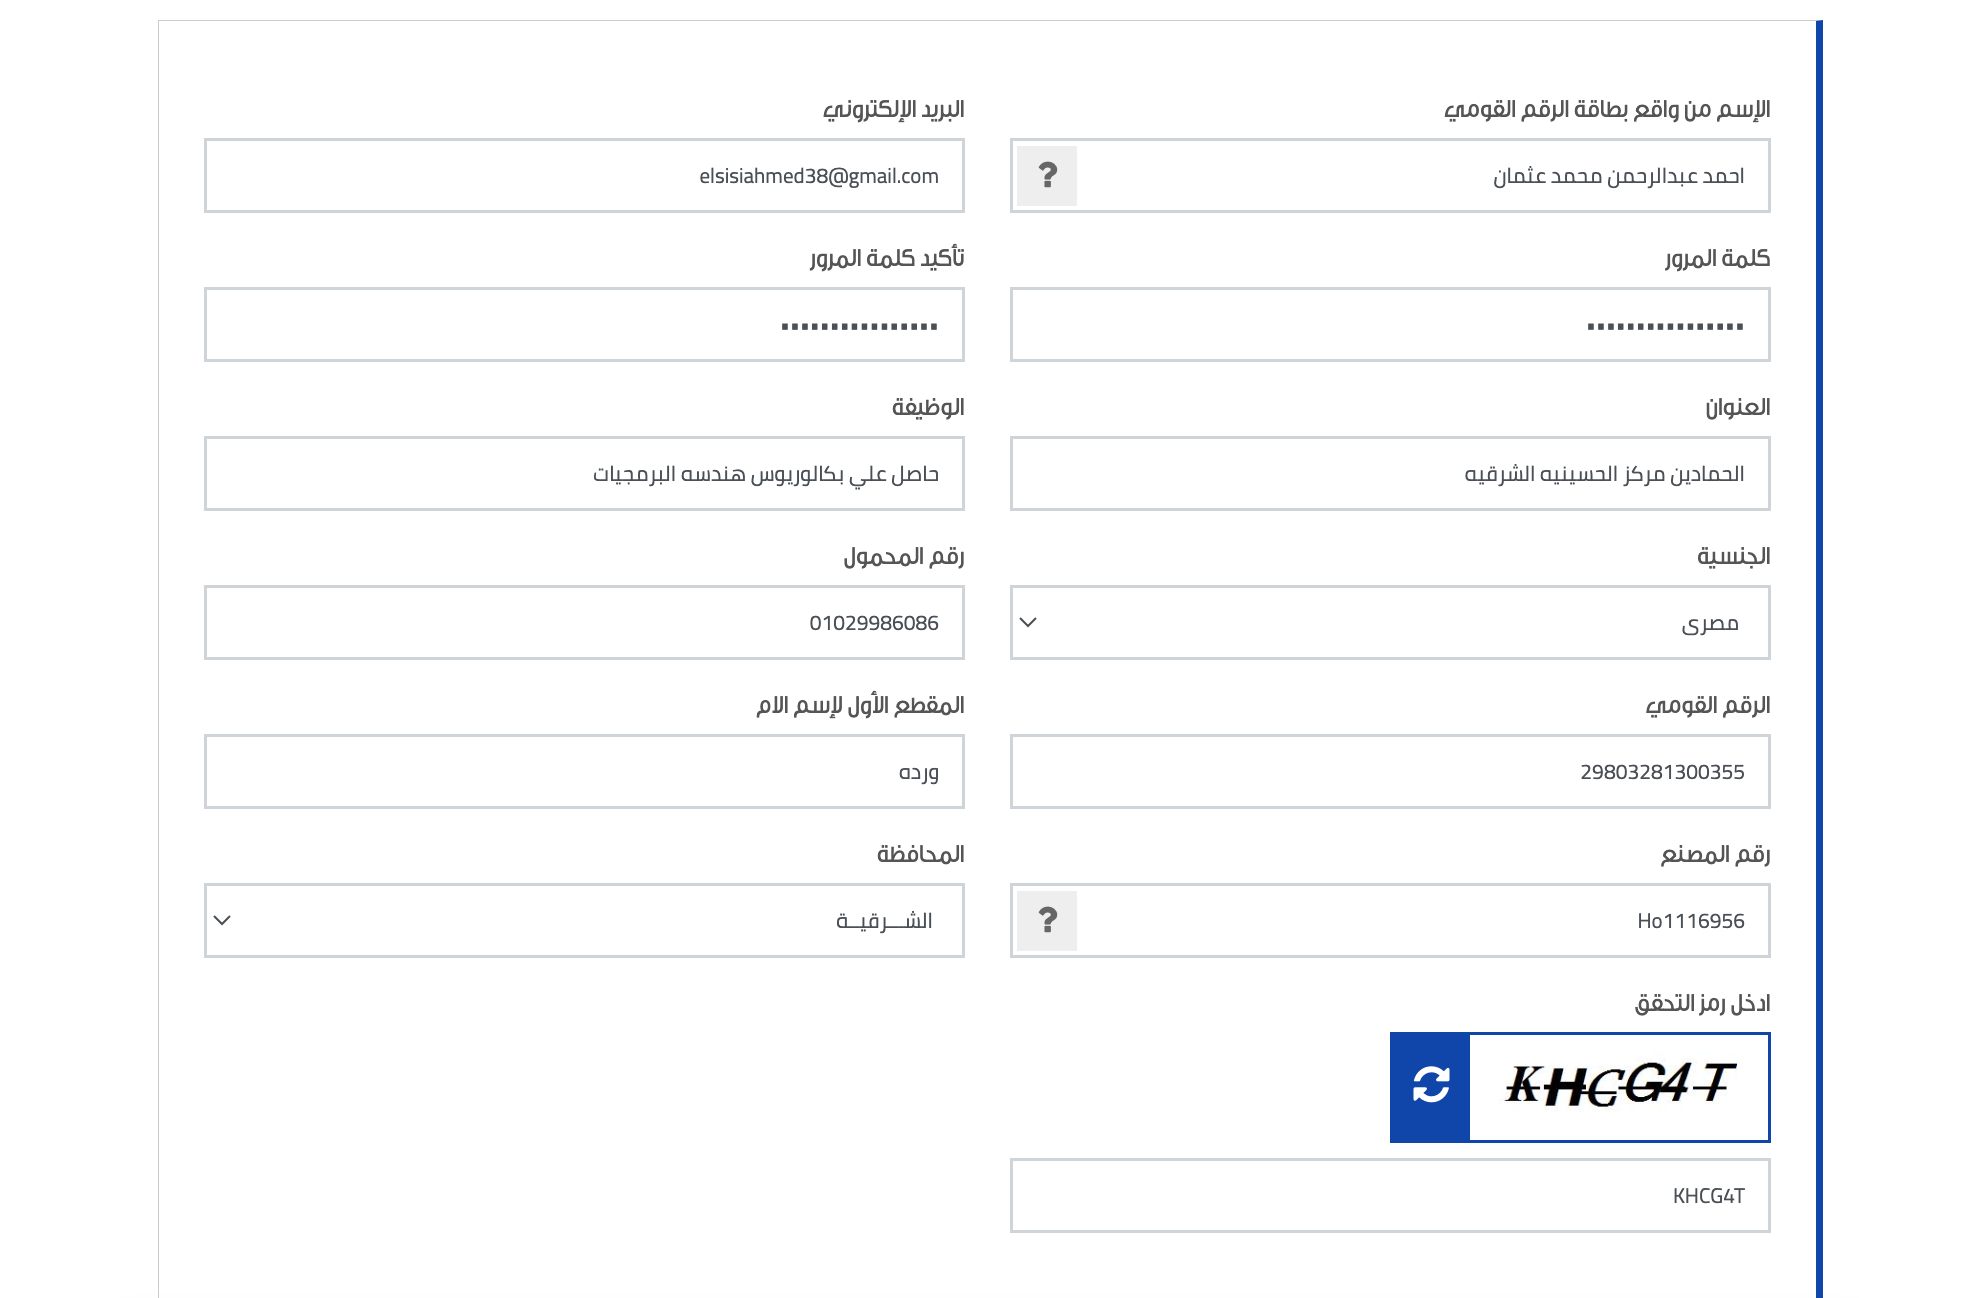 الإسم من واقع بطاقة الرقم القومي
احمد عبدالرحمن محمد عثمان
?
البريد الإلكتروني
elsisiahmed38@gmail.com
كلمة المرور
▪▪▪▪▪▪▪▪▪▪▪▪▪▪▪▪
تأكيد كلمة المرور
▪▪▪▪▪▪▪▪▪▪▪▪▪▪▪▪
العنوان
الحمادين مركز الحسينيه الشرقيه
الوظيفة
حاصل علي بكالوريوس هندسه البرمجيات
الجنسية
مصرى
رقم المحمول
01029986086
الرقم القومي
29803281300355
المقطع الأول لإسم الام
ورده
رقم المصنع
Ho1116956
?
المحافظة
الشـــرقيــة
ادخل رمز التحقق
KHCG4T
KHCG4T